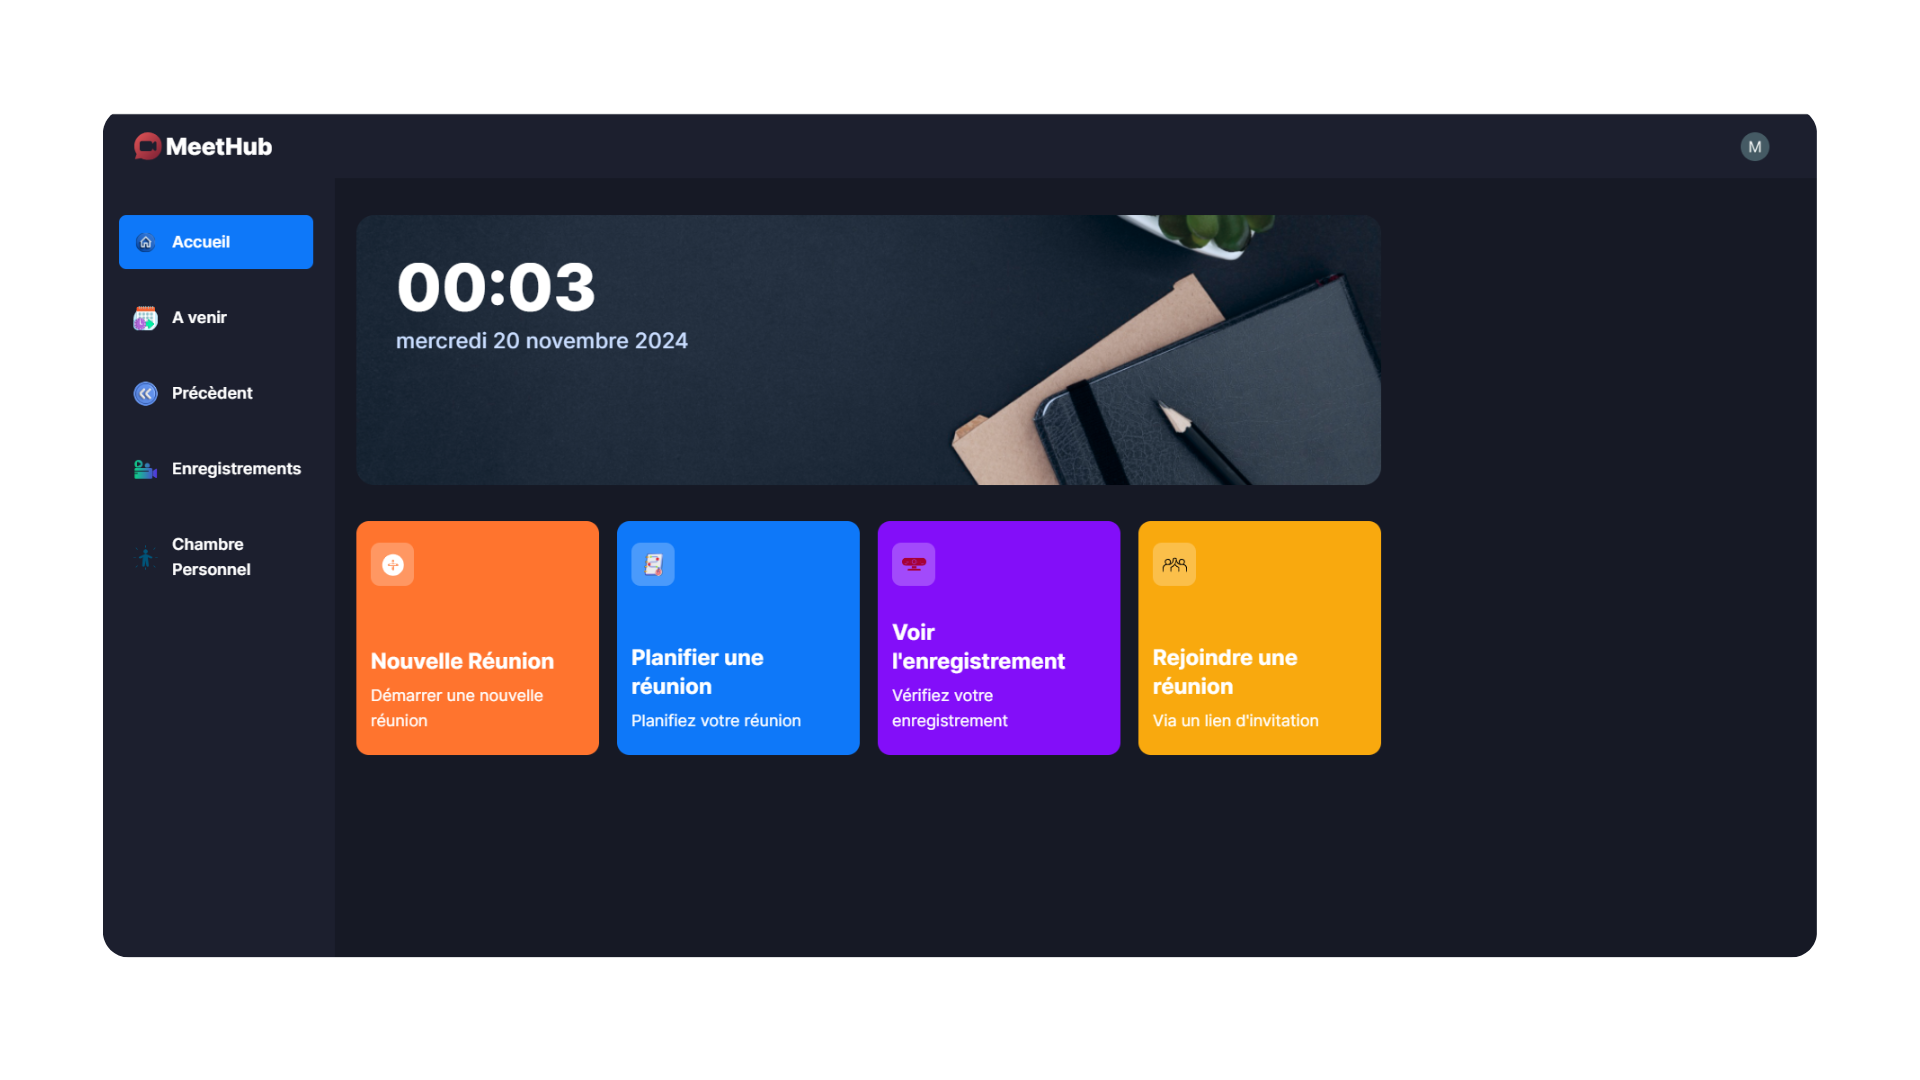 MeetHub
M
Accueil
A venir
Précèdent
Enregistrements
Chambre
Personnel
00:03
mercredi 20 novembre 2024
Nouvelle Réunion
Démarrer une nouvelle
réunion
Planifier une
réunion
Planifiez votre réunion
Voir
l'enregistrement
Vérifiez votre
enregistrement
Rejoindre une
réunion
Via un lien d'invitation